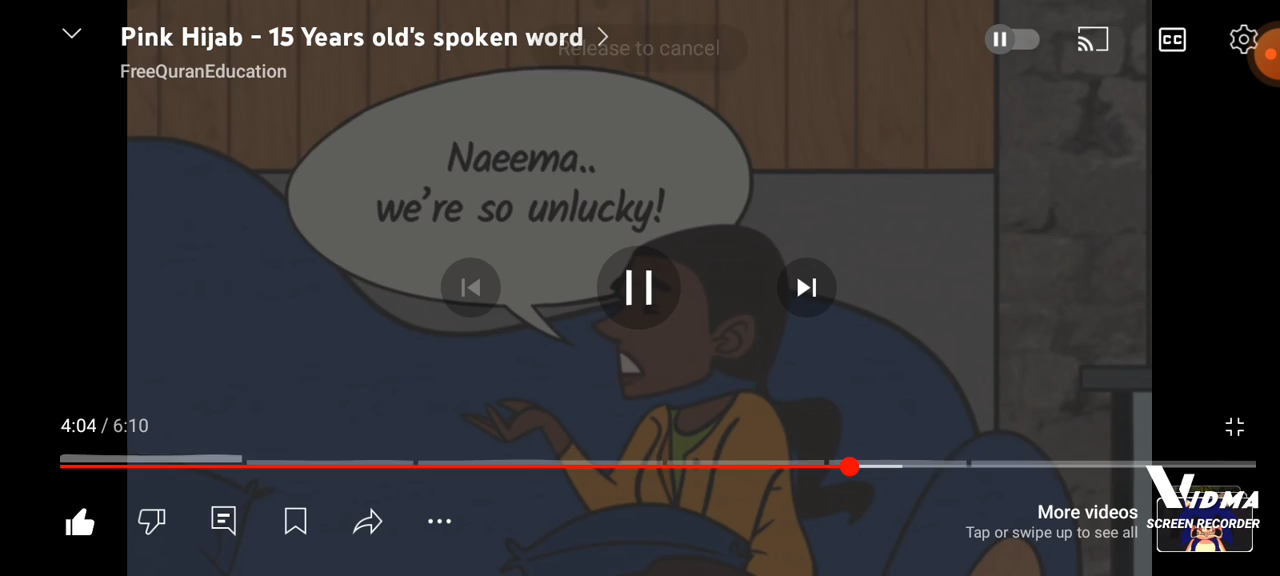 Pink Hijab - 15 Years old's spoken word
Release to cancel
FreeQuranEducation
CC
Naeema..
we're so unlucky!
4:04 / 6:10
More videos
Tap or swipe up to see all
VIDMA
SCREEN RECORDER